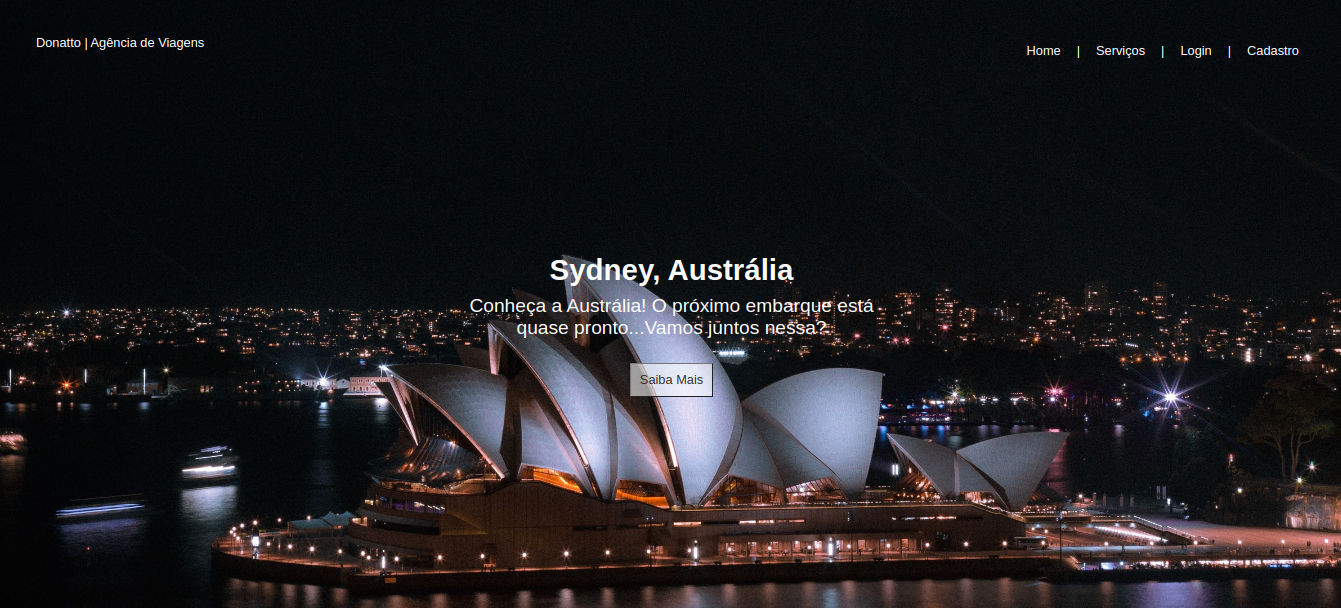 Donatto | Agência de Viagens
Home | Serviços | Login | Cadastro
Sydney, Austrália
Conheça a Austrália! O próximo embarque está
quase pronto...Vamos júntos nessa?
Saiba Mais